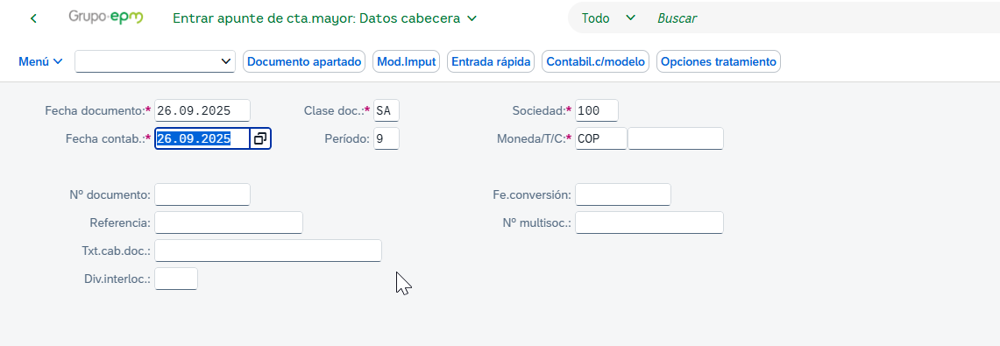 Grupo·epm Entrar apunte de cta.mayor: Datos cabecera Todo Buscar
Menú Documento apartado Mod.Imput Entrada rápida Contabil.c/modelo Opciones tratamiento
Fecha documento:* 26.09.2025 Clase doc.:* SA Sociedad:* 100
Fecha contab.:* 26.09.2025 Período: 9 Moneda/T/C:* COP
Nº documento: Fe.conversión:
Referencia: Nº multisoc.:
Txt.cab.doc.:
Div.interloc.: